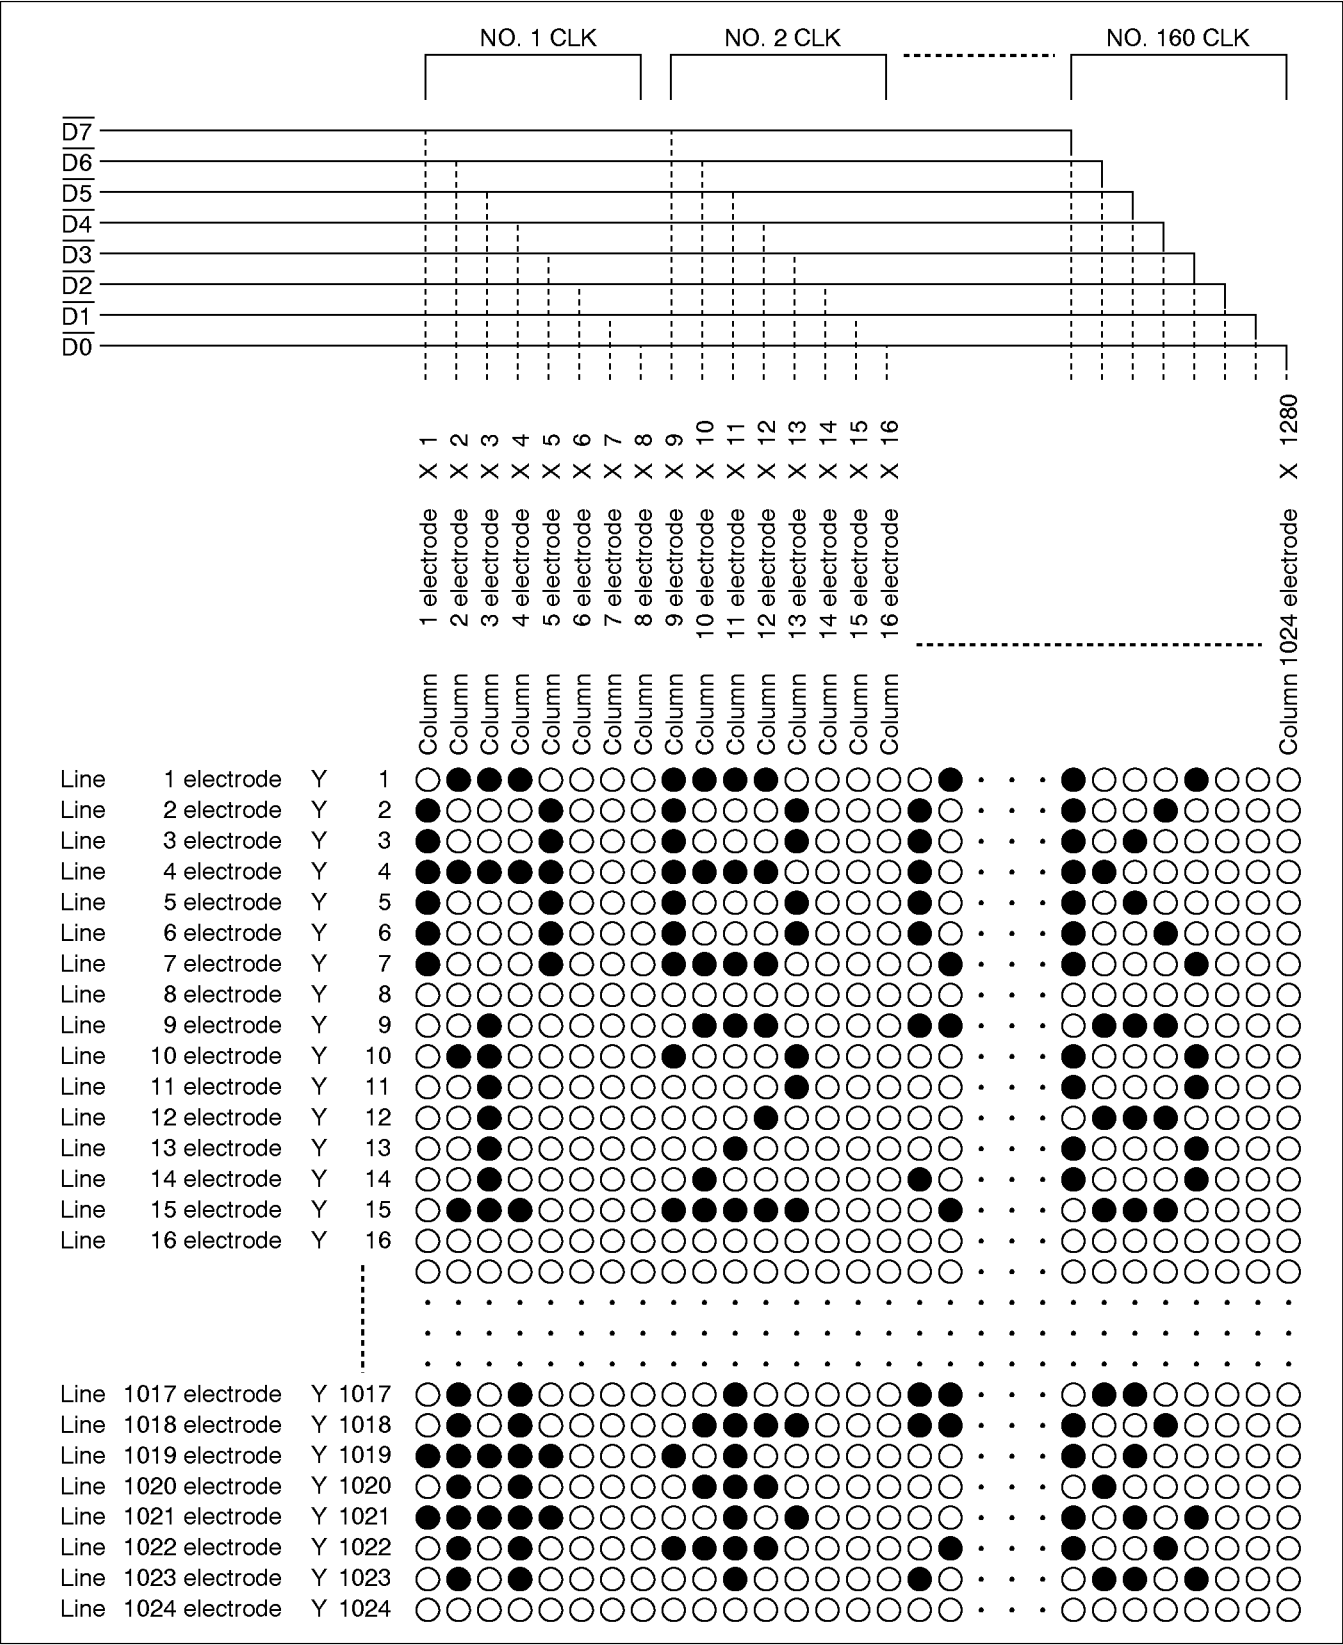 NO. 1 CLK NO. 2 CLK NO. 160 CLK
D7
D6
D5
D4
D3
D2
D1
D0
Column 1 electrode X 1
Column 2 electrode X 2
Column 3 electrode X 3
Column 4 electrode X 4
Column 5 electrode X 5
Column 6 electrode X 6
Column 7 electrode X 7
Column 8 electrode X 8
Column 9 electrode X 9
Column 10 electrode X 10
Column 11 electrode X 11
Column 12 electrode X 12
Column 13 electrode X 13
Column 14 electrode X 14
Column 15 electrode X 15
Column 16 electrode X 16
Column 1024 electrode X 1280
Line 1 electrode Y 1
Line 2 electrode Y 2
Line 3 electrode Y 3
Line 4 electrode Y 4
Line 5 electrode Y 5
Line 6 electrode Y 6
Line 7 electrode Y 7
Line 8 electrode Y 8
Line 9 electrode Y 9
Line 10 electrode Y 10
Line 11 electrode Y 11
Line 12 electrode Y 12
Line 13 electrode Y 13
Line 14 electrode Y 14
Line 15 electrode Y 15
Line 16 electrode Y 16
Line 1017 electrode Y 1017
Line 1018 electrode Y 1018
Line 1019 electrode Y 1019
Line 1020 electrode Y 1020
Line 1021 electrode Y 1021
Line 1022 electrode Y 1022
Line 1023 electrode Y 1023
Line 1024 electrode Y 1024